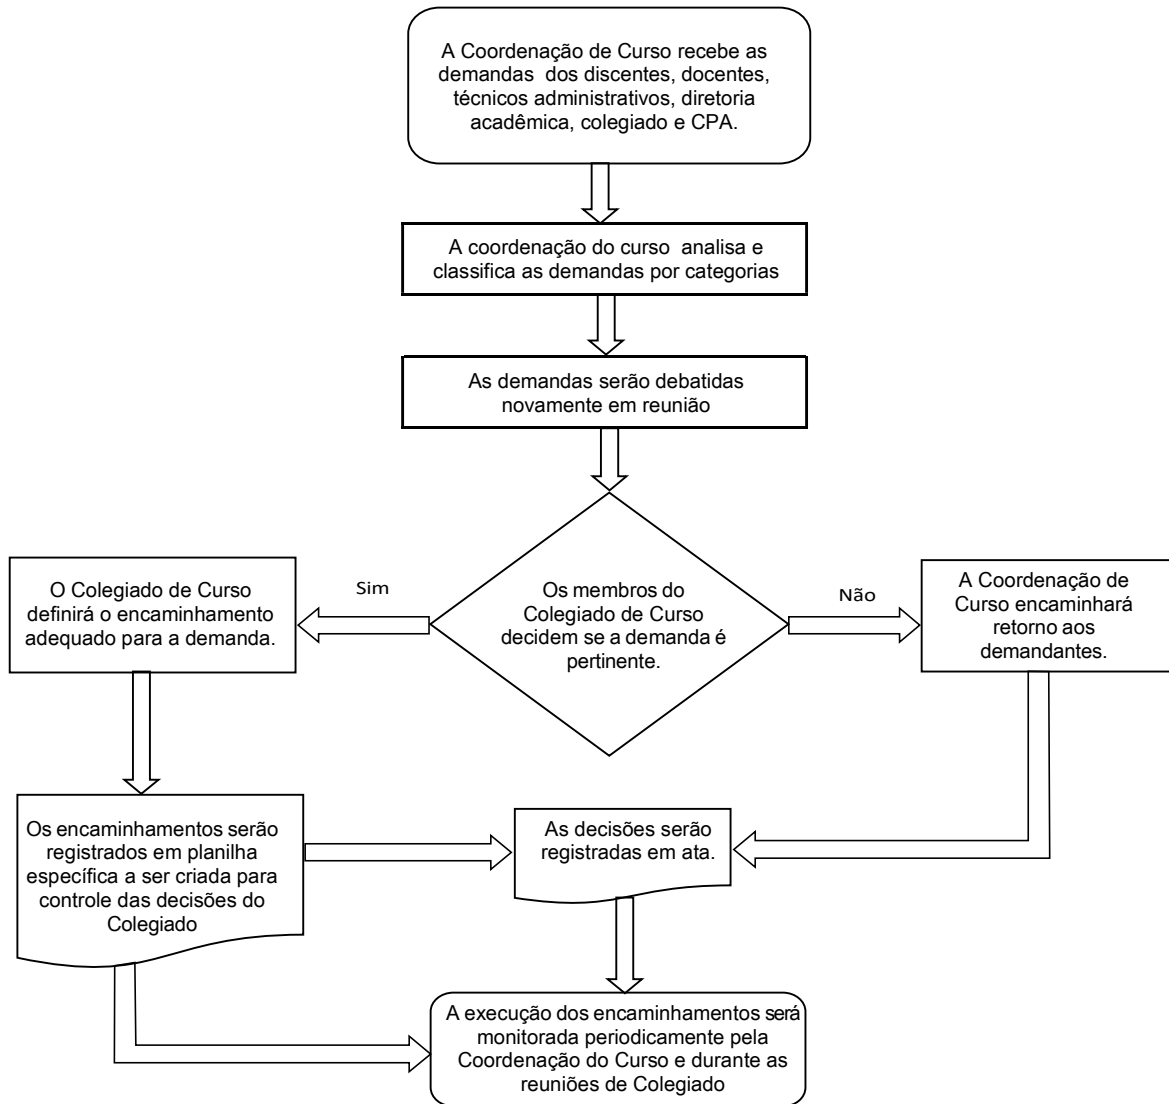 A Coordenação de Curso recebe as
demandas dos discentes, docentes,
técnicos administrativos, diretoria
acadêmica, colegiado e CPA.
A coordenação do curso analisa e
classifica as demandas por categorias
As demandas serão debatidas
novamente em reunião
Os membros do
Colegiado de Curso
decidem se a demanda é
pertinente.
Sim
Não
O Colegiado de Curso
definirá o encaminhamento
adequado para a demanda.
A Coordenação de
Curso encaminhará
retorno aos
demandantes.
Os encaminhamentos serão
registrados em planilha
específica a ser criada para
controle das decisões do
Colegiado
As decisões serão
registradas em ata.
A execução dos encaminhamentos será
monitorada periodicamente pela
Coordenação do Curso e durante as
reuniões de Colegiado